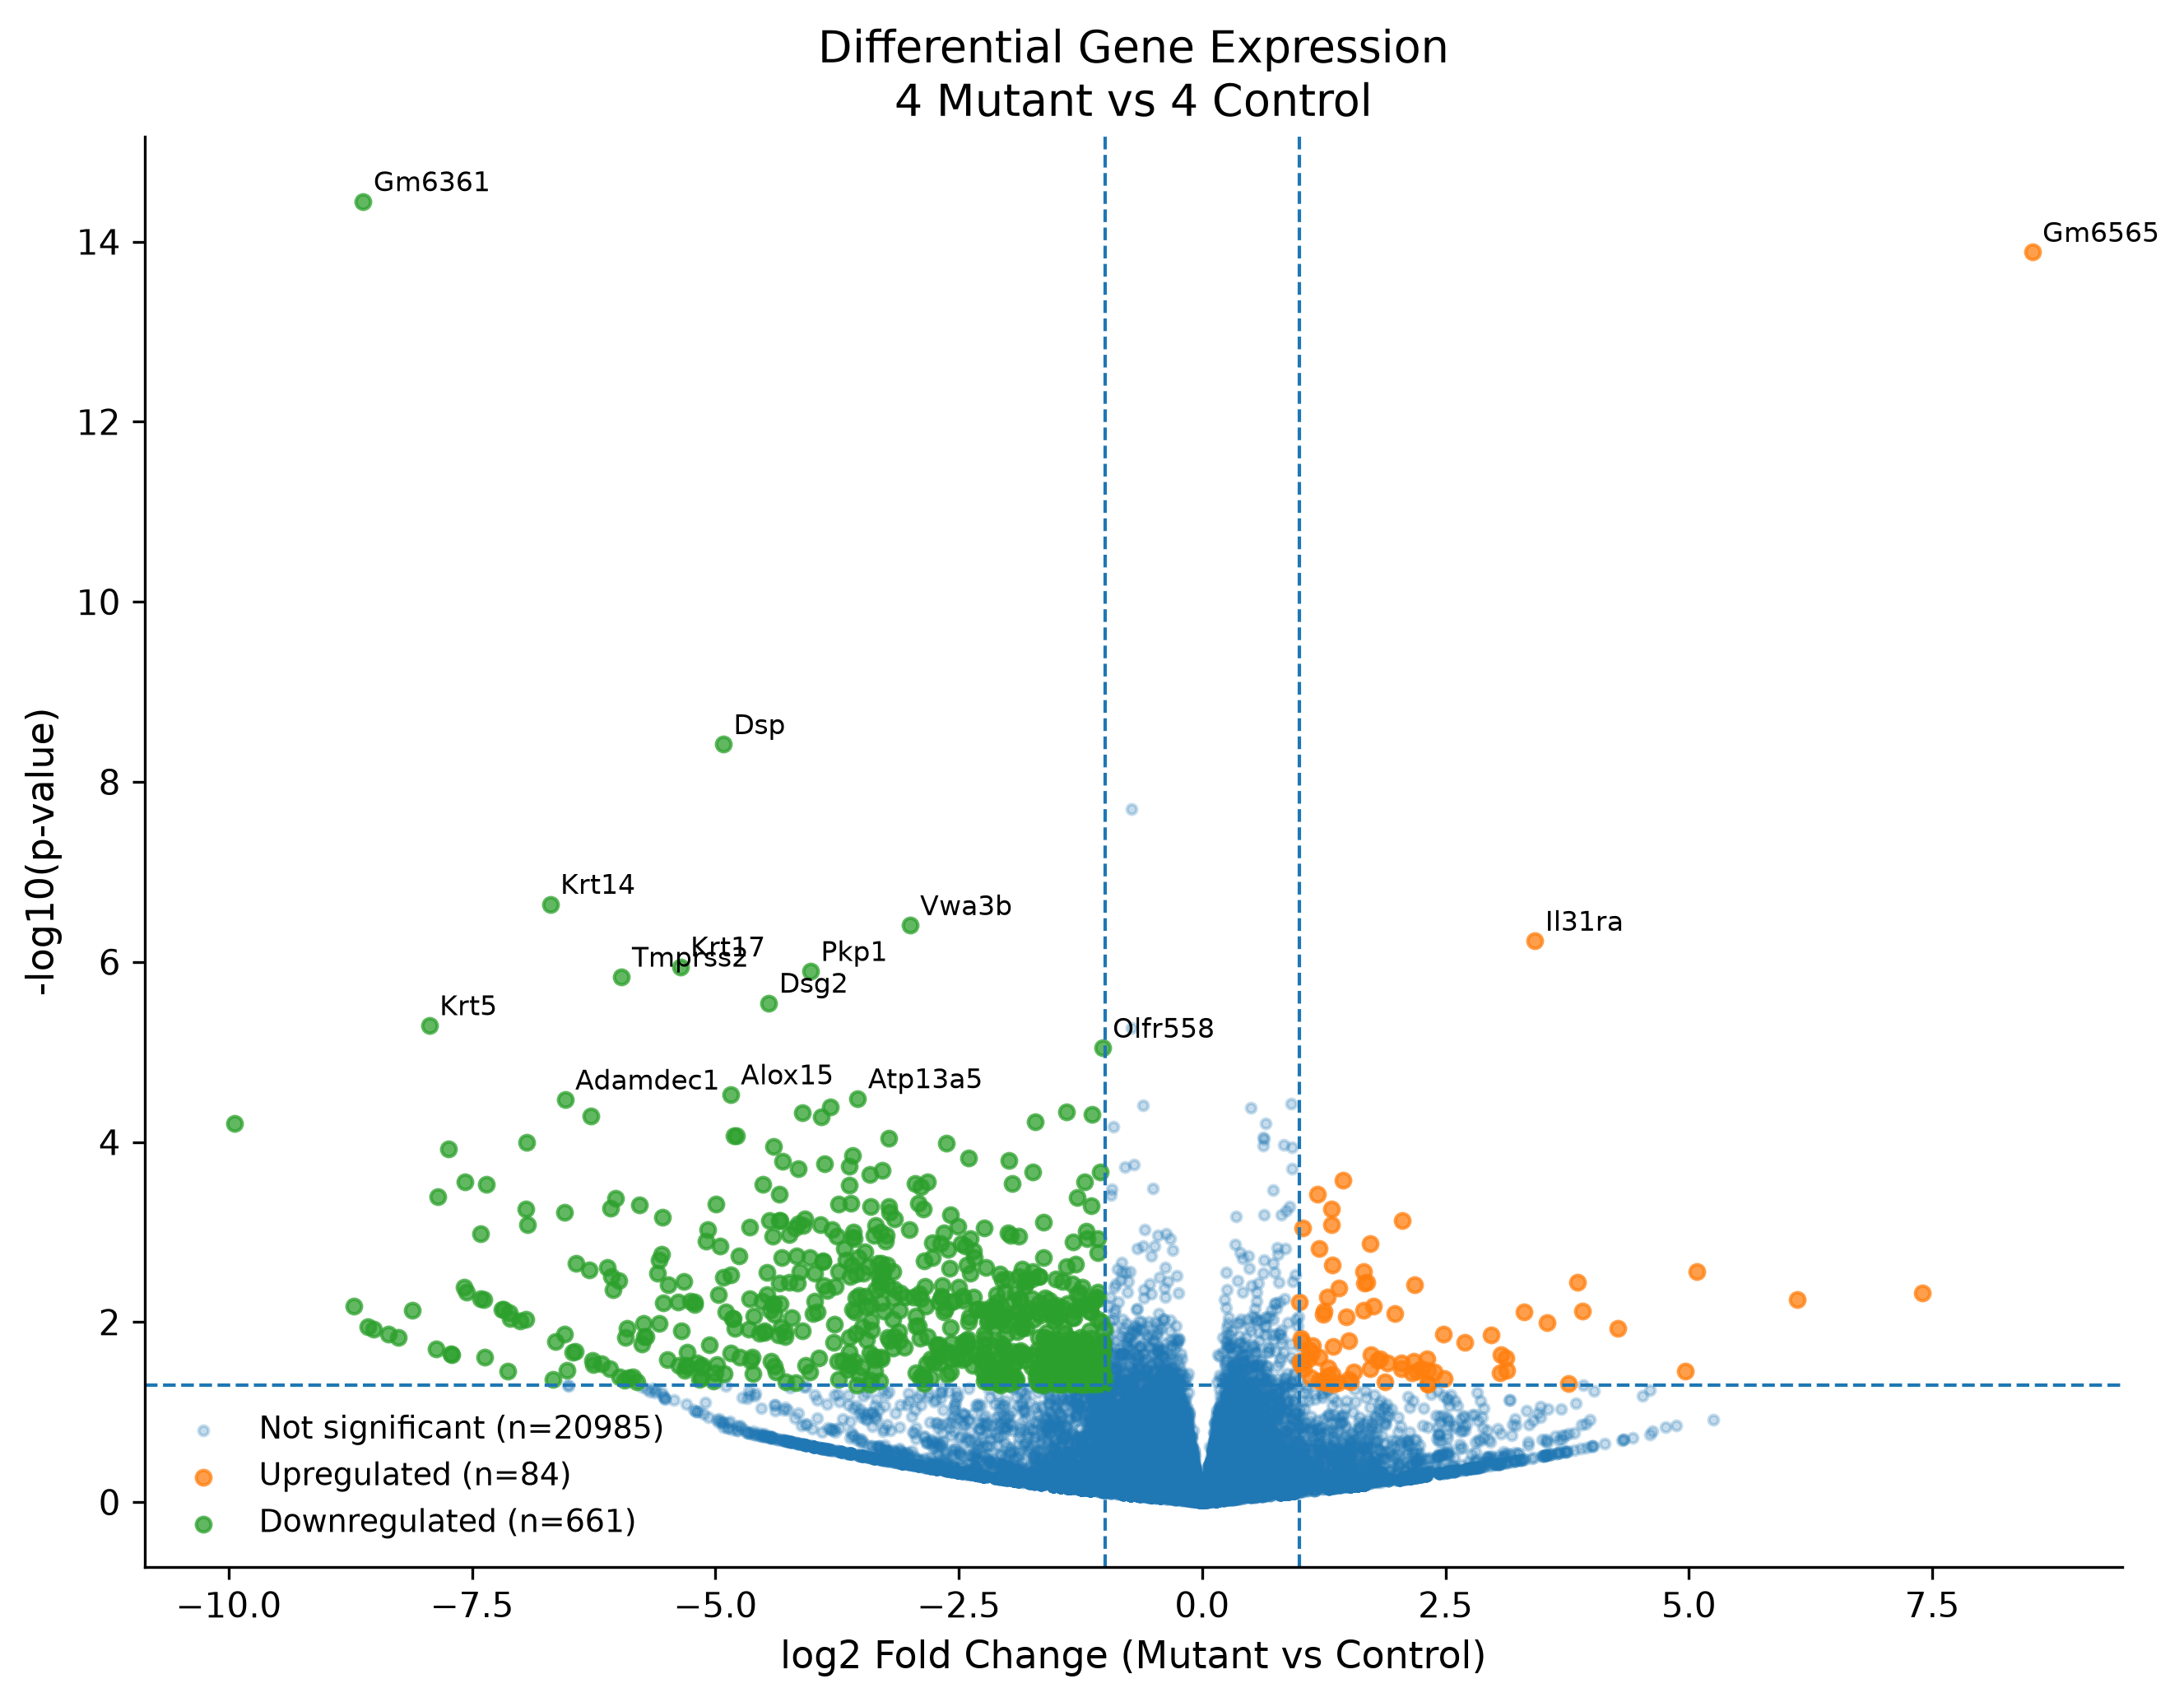 Differential Gene Expression
4 Mutant vs 4 Control
Gm6361
Gm6565
Dsp
Krt14
Vwa3b
Il31ra
Krt17
Tmprss2
Pkp1
Dsg2
Krt5
Olfr558
Adamdec1
Alox15
Atp13a5
14
12
10
8
6
4
2
0
-log10(p-value)
Not significant (n=20985)
Upregulated (n=84)
Downregulated (n=661)
−10.0 −7.5 −5.0 −2.5 0.0 2.5 5.0 7.5
log2 Fold Change (Mutant vs Control)